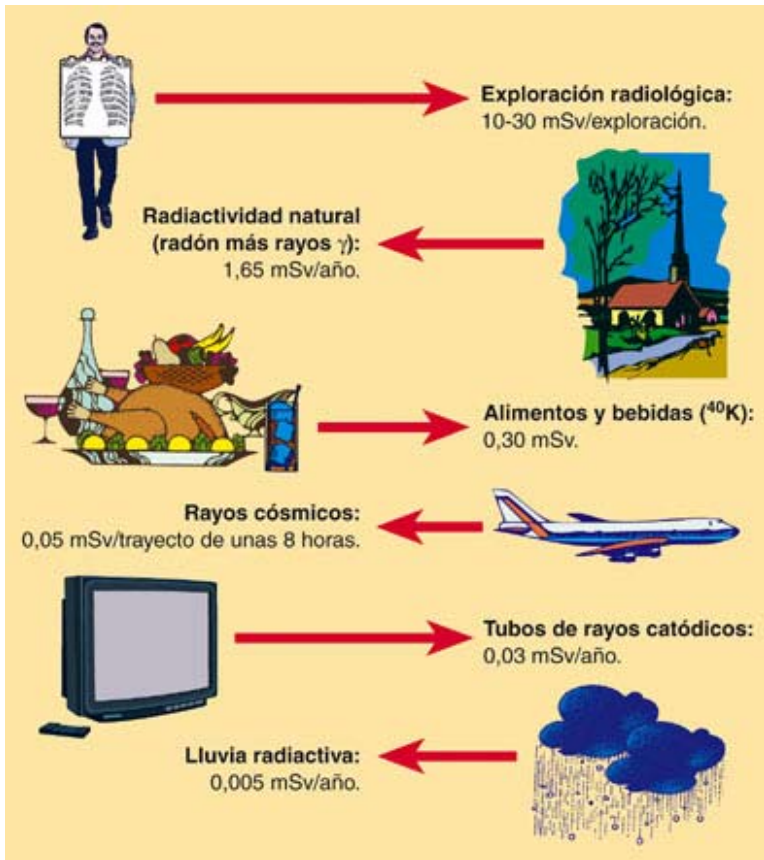 Exploración radiológica:
10-30 mSv/exploración.
Radiactividad natural
(radón más rayos γ):
1,65 mSv/año.
Alimentos y bebidas (⁴⁰K):
0,30 mSv.
Rayos cósmicos:
0,05 mSv/trayecto de unas 8 horas.
Tubos de rayos catódicos:
0,03 mSv/año.
Lluvia radiactiva:
0,005 mSv/año.